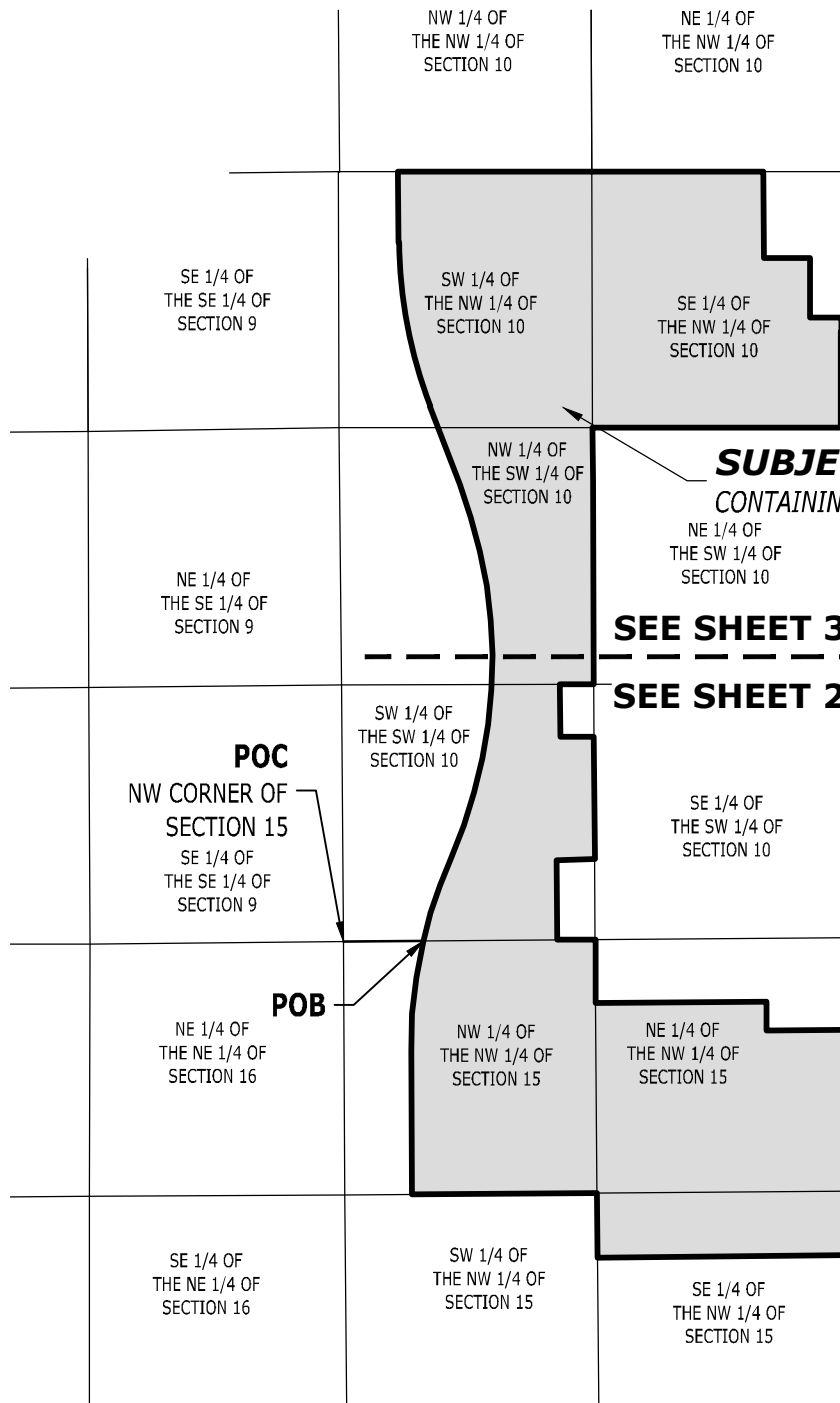 NW 1/4 OF
THE NW 1/4 OF
SECTION 10
NE 1/4 OF
THE NW 1/4 OF
SECTION 10
SE 1/4 OF
THE SE 1/4 OF
SECTION 9
SW 1/4 OF
THE NW 1/4 OF
SECTION 10
SE 1/4 OF
THE NW 1/4 OF
SECTION 10
NW 1/4 OF
THE SW 1/4 OF
SECTION 10
SUBJE
CONTAININ
NE 1/4 OF
THE SW 1/4 OF
SECTION 10
NE 1/4 OF
THE SE 1/4 OF
SECTION 9
SEE SHEET 3
SEE SHEET 2
SW 1/4 OF
THE SW 1/4 OF
SECTION 10
POC
NW CORNER OF
SECTION 15
SE 1/4 OF
THE SE 1/4 OF
SECTION 9
SE 1/4 OF
THE SW 1/4 OF
SECTION 10
POB
NE 1/4 OF
THE NE 1/4 OF
SECTION 16
NW 1/4 OF
THE NW 1/4 OF
SECTION 15
NE 1/4 OF
THE NW 1/4 OF
SECTION 15
SE 1/4 OF
THE NE 1/4 OF
SECTION 16
SW 1/4 OF
THE NW 1/4 OF
SECTION 15
SE 1/4 OF
THE NW 1/4 OF
SECTION 15